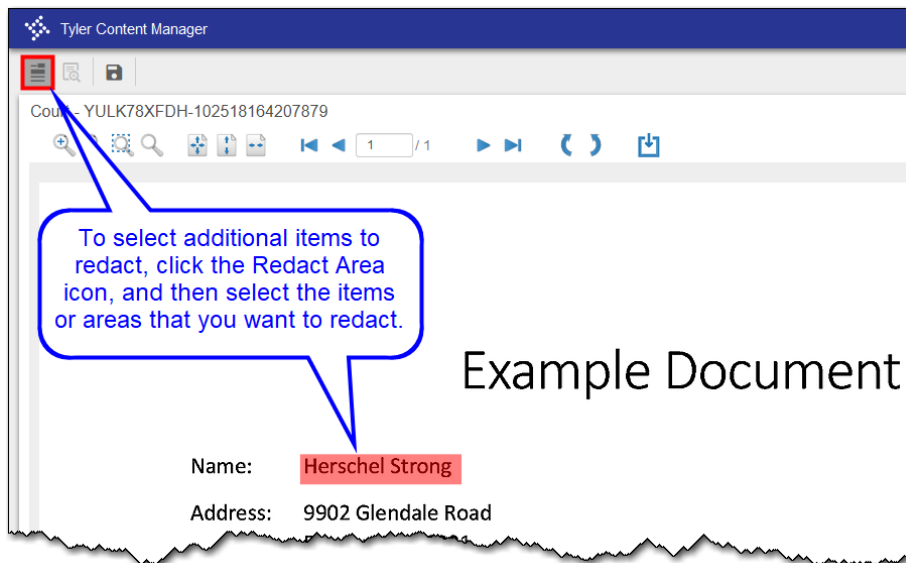 Tyler Content Manager
Court - YULK78XFDH-102518164207879
1 / 1
To select additional items to
redact, click the Redact Area
icon, and then select the items
or areas that you want to redact.
Example Document
Name: Herschel Strong
Address: 9902 Glendale Road